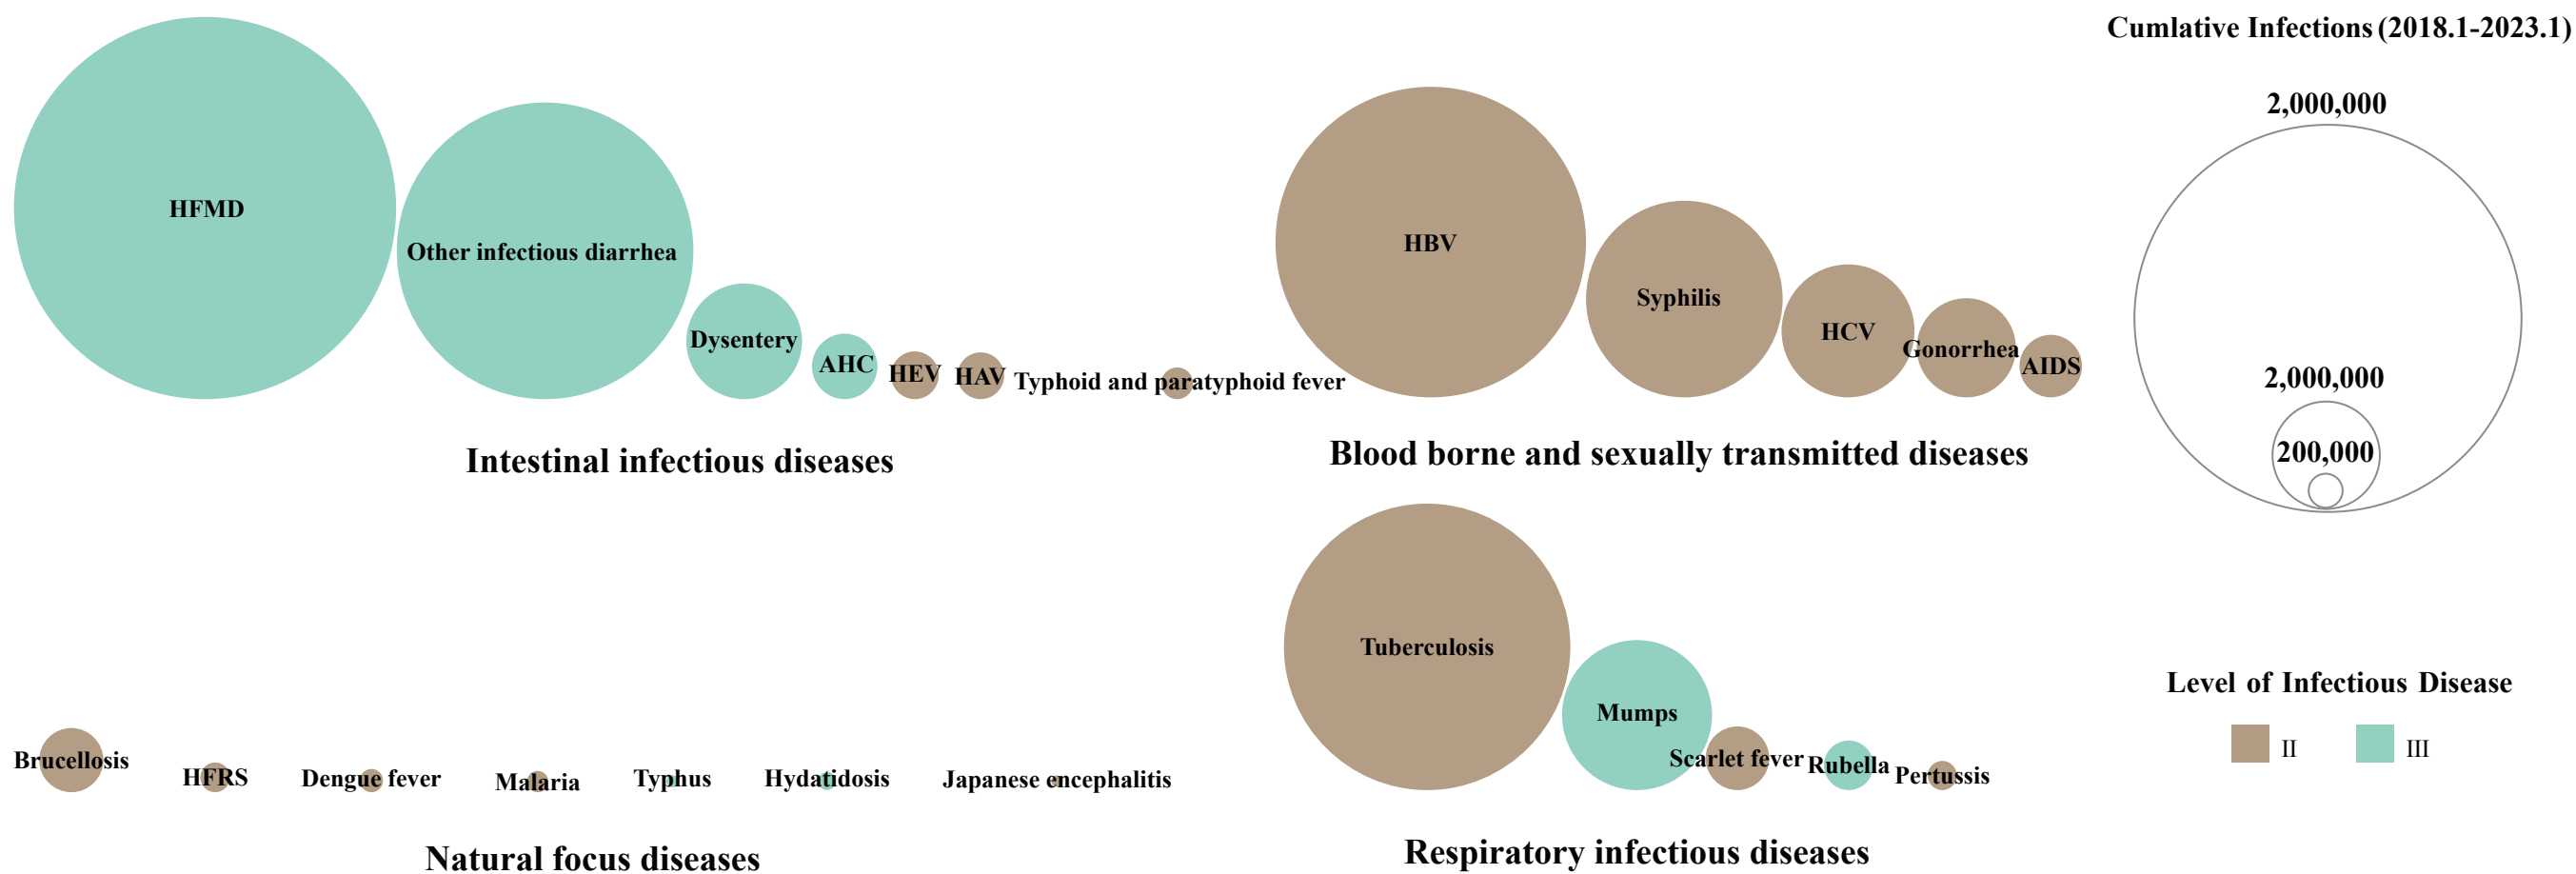 Cumlative Infections (2018.1-2023.1)
2,000,000
2,000,000
200,000
HFMD
Other infectious diarrhea
Dysentery
AHC
HEV
HAV
Typhoid and paratyphoid fever
Intestinal infectious diseases
HBV
Syphilis
HCV
Gonorrhea
AIDS
Blood borne and sexually transmitted diseases
Brucellosis
HFRS
Dengue fever
Malaria
Typhus
Hydatidosis
Japanese encephalitis
Natural focus diseases
Tuberculosis
Mumps
Scarlet fever
Rubella
Pertussis
Respiratory infectious diseases
Level of Infectious Disease
II
III